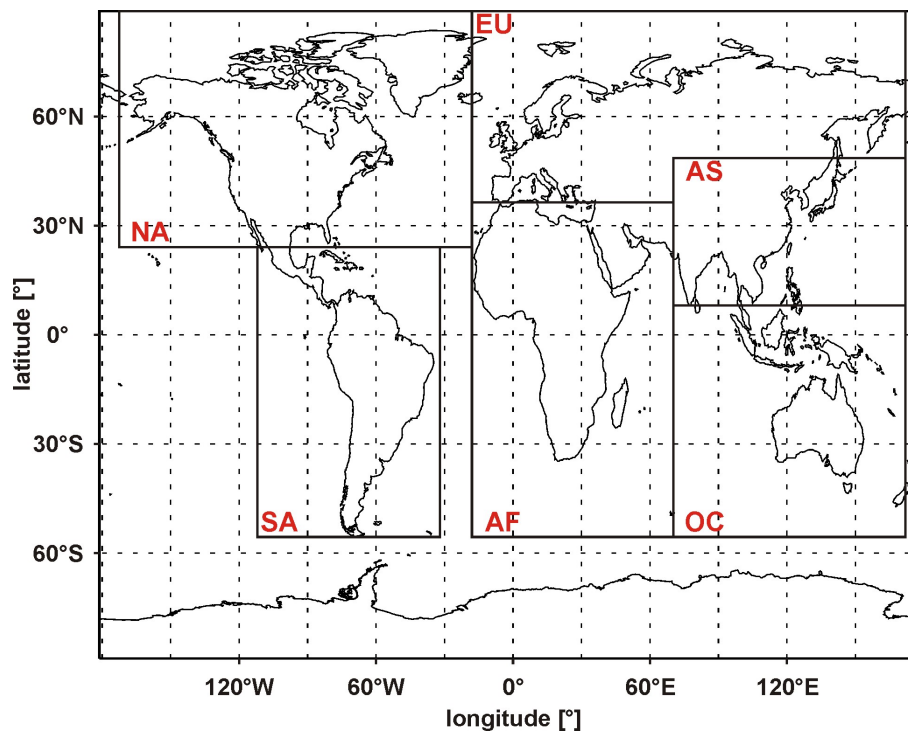 EU
60°N
AS
30°N
NA
0°
latitude [°]
30°S
SA
AF
OC
60°S
120°W
60°W
0°
60°E
120°E
longitude [°]